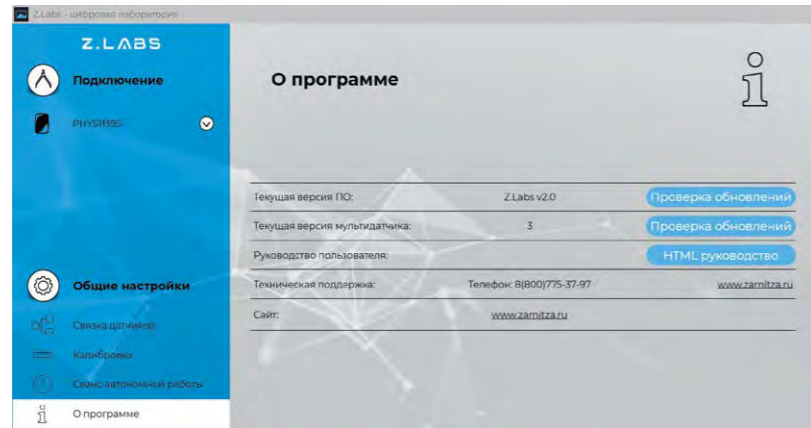 Z.Labs - цифровая лаборатория
Z.LABS
Подключение
PHYS11395
Общие настройки
Связка датчиков
Калибровка
Сеанс автономной работы
О программе
О программе
Текущая версия ПО: Z.Labs v2.0 Проверка обновлений
Текущая версия мультидатчика: 3 Проверка обновлений
Руководство пользователя: HTML руководство
Техническая поддержка: Телефон: 8(800)775-37-97 www.zarnitza.ru
Сайт: www.zarnitza.ru